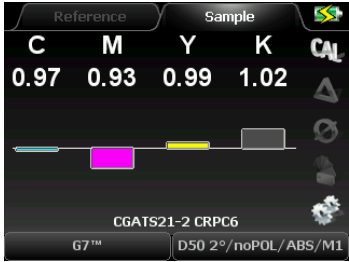 Reference Sample
C M Y K CAL
0.97 0.93 0.99 1.02
CGATS21-2 CRPC6
G7™ D50 2°/noPOL/ABS/M1